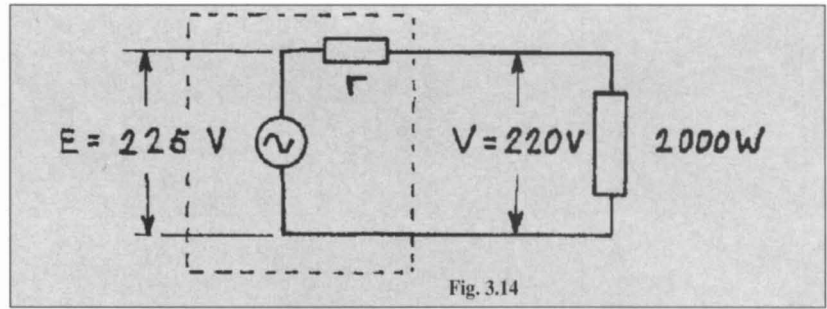 r
E = 225 V
V = 220V
2000W
Fig. 3.14